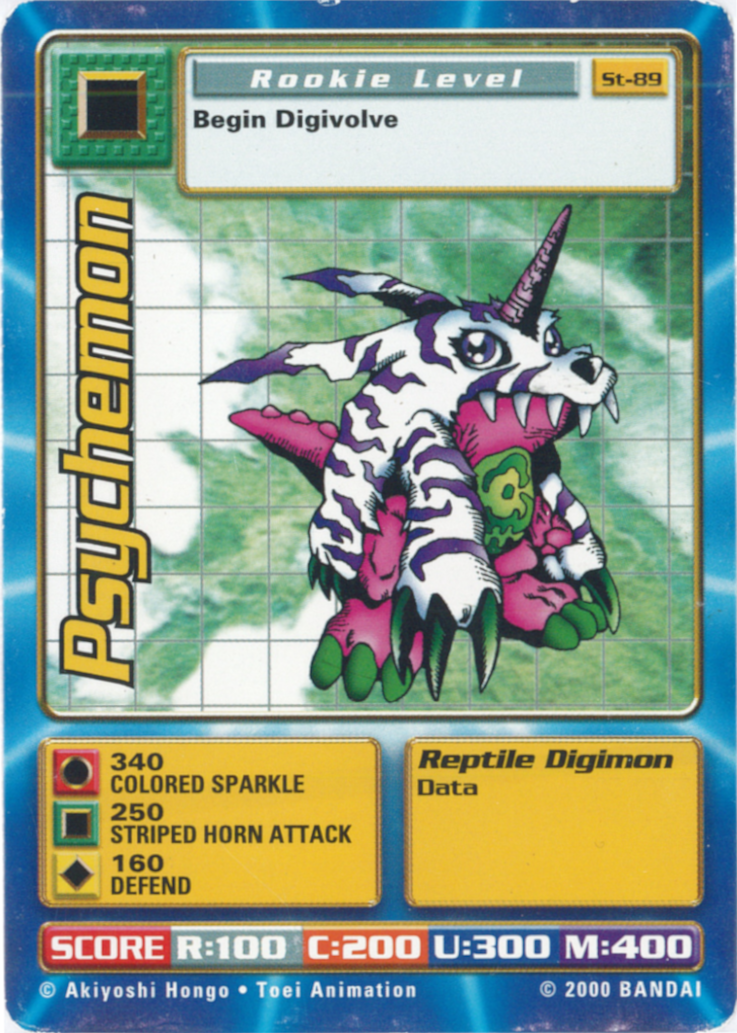 Rookie Level
St-89
Begin Digivolve
Psychemon
340
COLORED SPARKLE
250
STRIPED HORN ATTACK
160
DEFEND
Reptile Digimon
Data
SCORE R:100 C:200 U:300 M:400
© Akiyoshi Hongo • Toei Animation © 2000 BANDAI